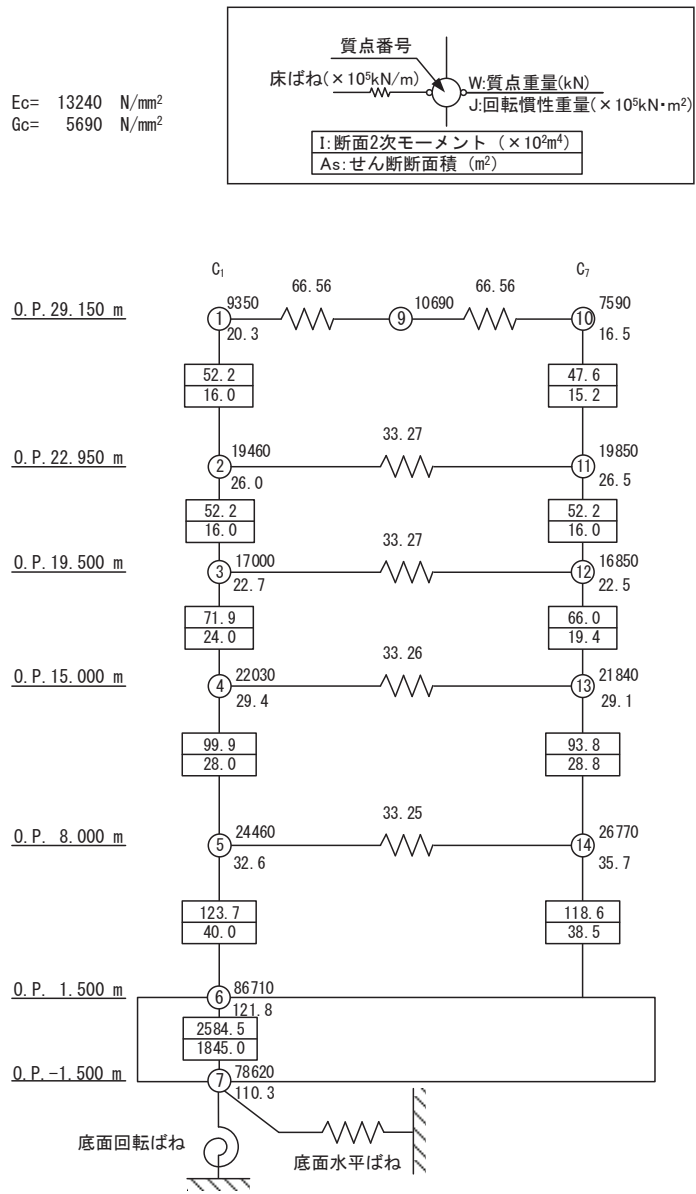 質点番号
床ばね(×10⁵kN/m)
W:質点重量(kN)
J:回転慣性重量(×10⁵kN・m²)
I:断面2次モーメント (×10²m⁴)
As:せん断断面積 (m²)
Ec= 13240 N/mm²
Gc= 5690 N/mm²
C₁ C₇
66.56 66.56
O.P.29.150 m ① 9350 ⑨ 10690 ⑩ 7590
20.3 16.5
52.2 47.6
16.0 15.2
33.27
O.P.22.950 m ② 19460 ⑪ 19850
26.0 26.5
52.2 52.2
16.0 16.0
33.27
O.P.19.500 m ③ 17000 ⑫ 16850
22.7 22.5
71.9 66.0
24.0 19.4
33.26
O.P.15.000 m ④ 22030 ⑬ 21840
29.4 29.1
99.9 93.8
28.0 28.8
33.25
O.P. 8.000 m ⑤ 24460 ⑭ 26770
32.6 35.7
123.7 118.6
40.0 38.5
O.P. 1.500 m ⑥ 86710
121.8
2584.5
1845.0
O.P.-1.500 m ⑦ 78620
110.3
底面回転ばね
底面水平ばね